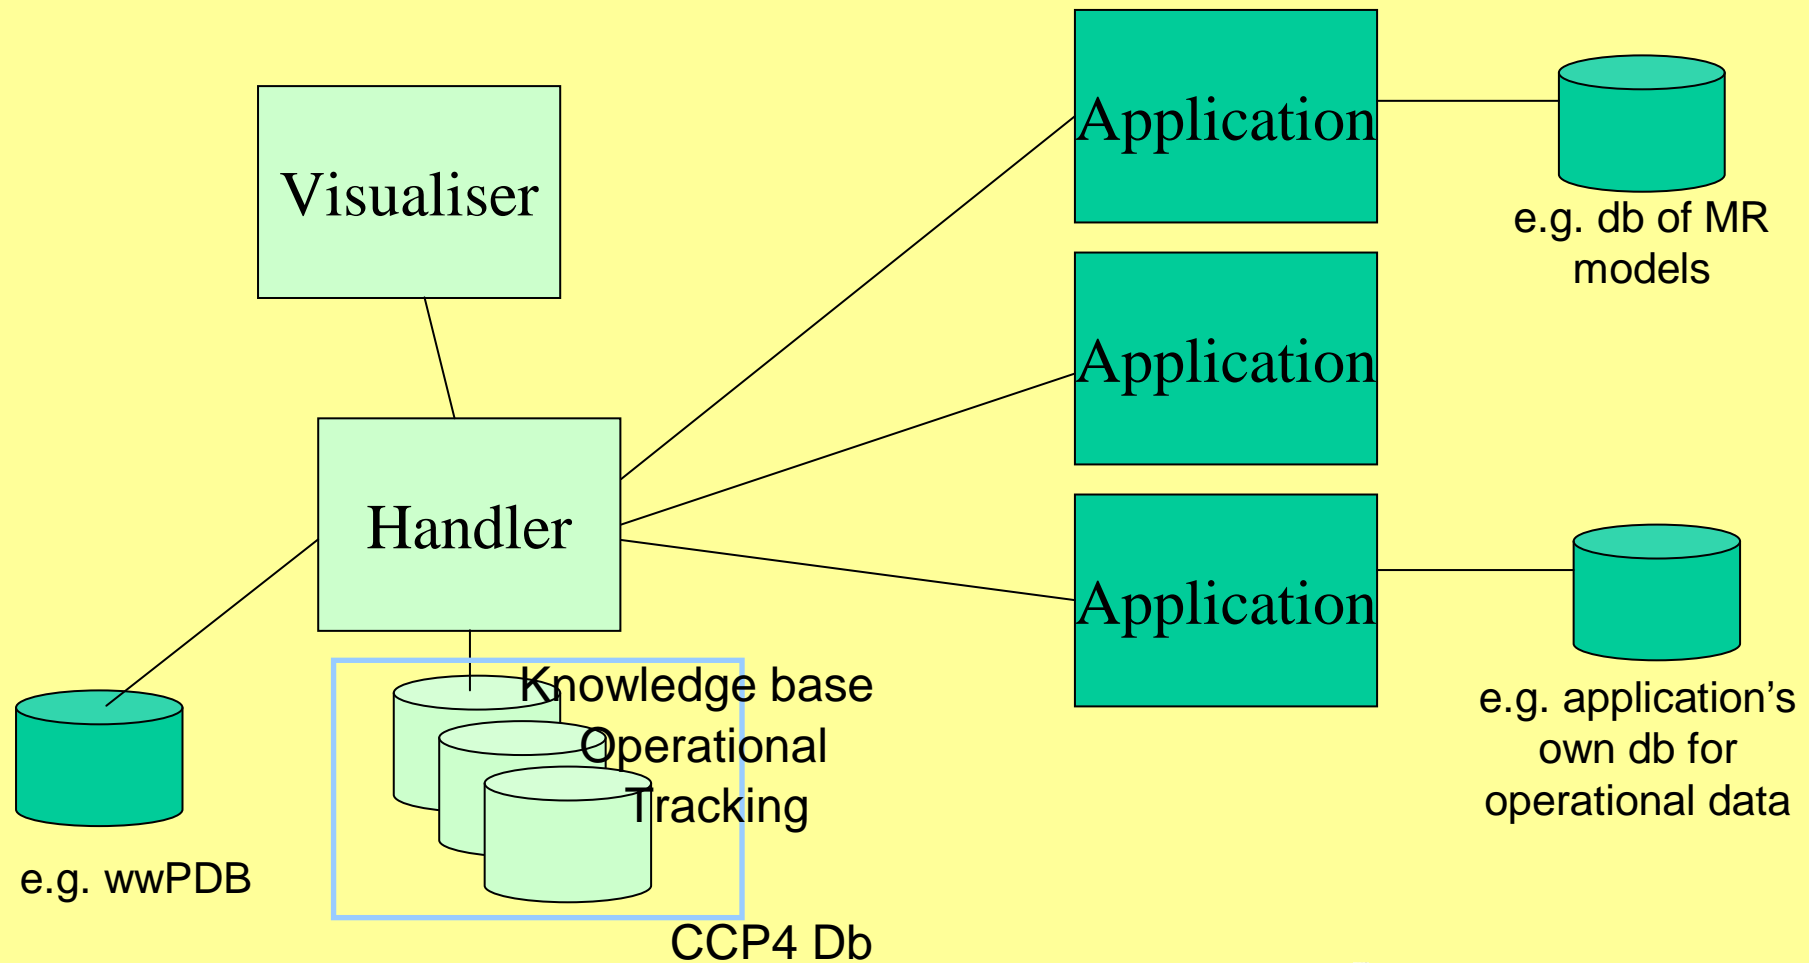 Visualiser
Application
e.g. db of MR
models
Application
Handler
Application
e.g. application’s
own db for
operational data
Knowledge base
Operational
Tracking
e.g. wwPDB
CCP4 Db